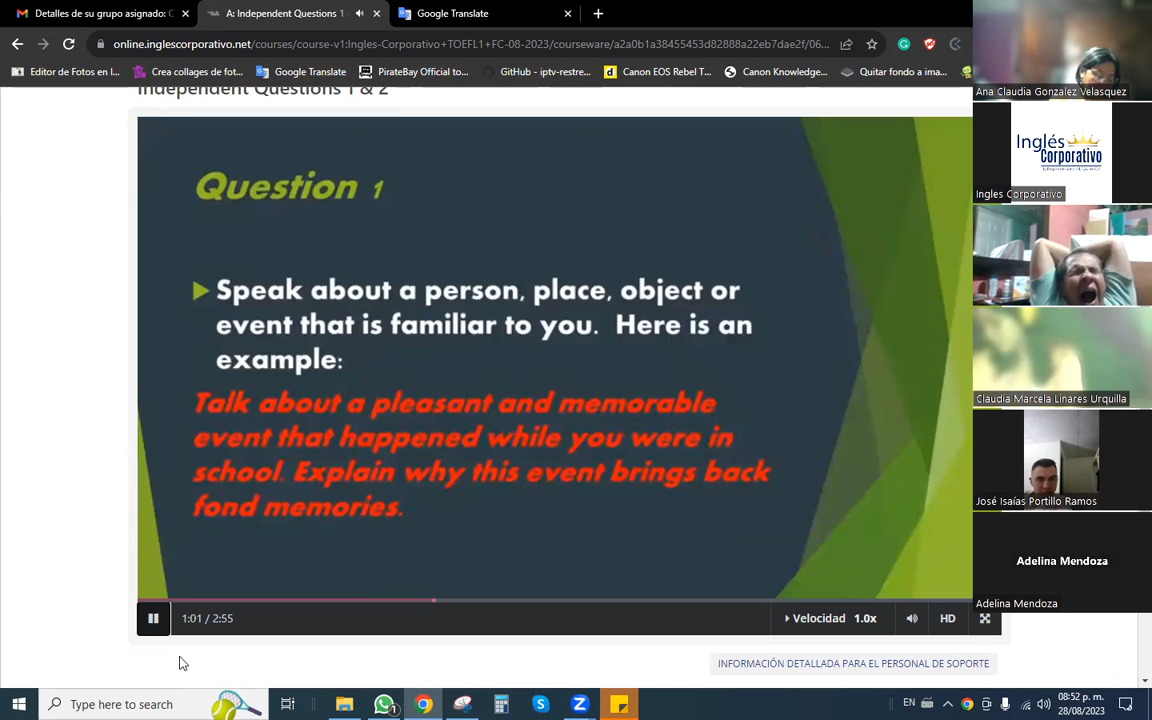 Detalles de su grupo asignado: C
A: Independent Questions 1
Google Translate
online.inglescorporativo.net/courses/course-v1:Ingles-Corporativo+TOEFL1+FC-08-2023/courseware/a2a0b1a38455453d82888a22eb7dae2f/06...
Editor de Fotos en l...
Crea collages de fot...
Google Translate
PirateBay Official to...
GitHub - iptv-restre...
Canon EOS Rebel T...
Canon Knowledge...
Quitar fondo a ima...
Independent Questions 1 & 2
Question 1
Speak about a person, place, object or
event that is familiar to you. Here is an
example:
Talk about a pleasant and memorable
event that happened while you were in
school. Explain why this event brings back
fond memories.
1:01 / 2:55
Velocidad 1.0x
HD
INFORMACIÓN DETALLADA PARA EL PERSONAL DE SOPORTE
Ana Claudia Gonzalez Velasquez
Inglés
Corporativo
Ingles Corporativo
Claudia Marcela Linares Urquilla
José Isaías Portillo Ramos
Adelina Mendoza
Adelina Mendoza
Type here to search
1
EN
08:52 p. m.
28/08/2023